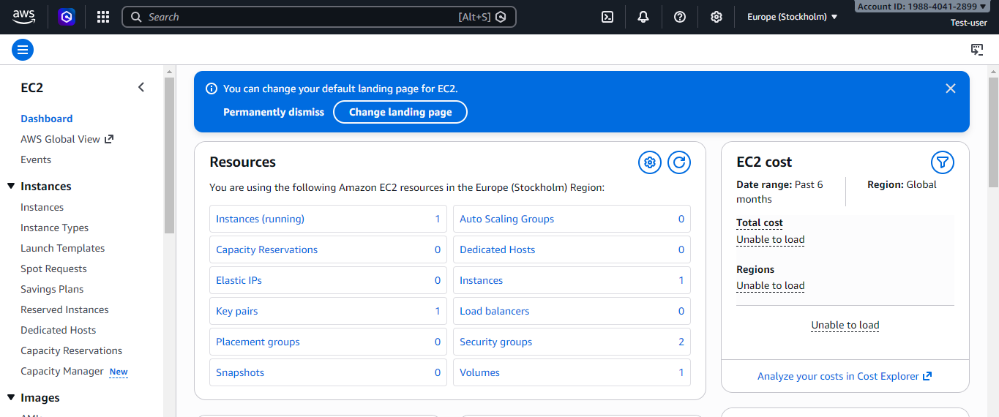 aws
Search
[Alt+S]
Europe (Stockholm)
Account ID: 1988-4041-2899
Test-user
EC2
Dashboard
AWS Global View
Events
Instances
Instances
Instance Types
Launch Templates
Spot Requests
Savings Plans
Reserved Instances
Dedicated Hosts
Capacity Reservations
Capacity Manager New
Images
You can change your default landing page for EC2.
Permanently dismiss Change landing page
Resources
You are using the following Amazon EC2 resources in the Europe (Stockholm) Region:
Instances (running) 1 Auto Scaling Groups 0
Capacity Reservations 0 Dedicated Hosts 0
Elastic IPs 0 Instances 1
Key pairs 1 Load balancers 0
Placement groups 0 Security groups 2
Snapshots 0 Volumes 1
EC2 cost
Date range: Past 6 months
Region: Global
Total cost
Unable to load
Regions
Unable to load
Unable to load
Analyze your costs in Cost Explorer